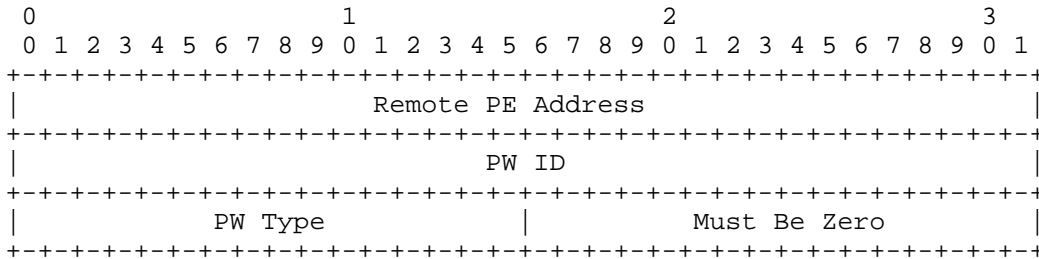 0                   1                   2                   3
 0 1 2 3 4 5 6 7 8 9 0 1 2 3 4 5 6 7 8 9 0 1 2 3 4 5 6 7 8 9 0 1
+-+-+-+-+-+-+-+-+-+-+-+-+-+-+-+-+-+-+-+-+-+-+-+-+-+-+-+-+-+-+-+-+
|                      Remote PE Address                        |
+-+-+-+-+-+-+-+-+-+-+-+-+-+-+-+-+-+-+-+-+-+-+-+-+-+-+-+-+-+-+-+-+
|                             PW ID                             |
+-+-+-+-+-+-+-+-+-+-+-+-+-+-+-+-+-+-+-+-+-+-+-+-+-+-+-+-+-+-+-+-+
|            PW Type            |          Must Be Zero         |
+-+-+-+-+-+-+-+-+-+-+-+-+-+-+-+-+-+-+-+-+-+-+-+-+-+-+-+-+-+-+-+-+